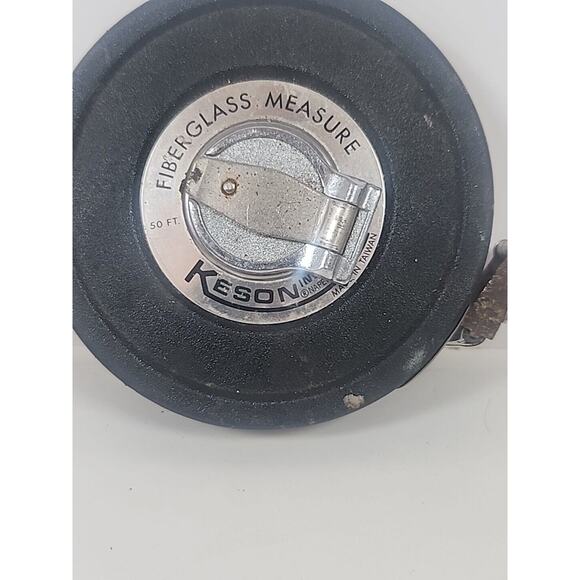 FIBERGLASS MEASURE
50 FT.
KESON
MADE IN TAIWAN